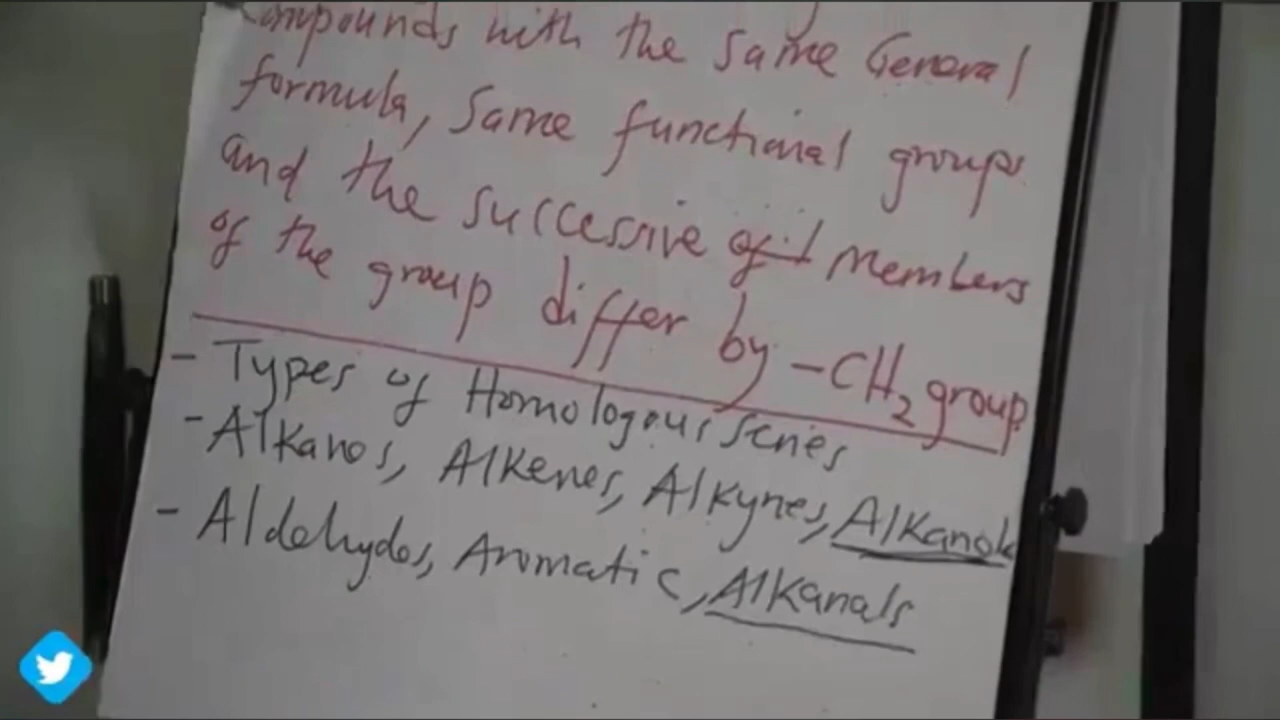 Compounds with the same General
formula, same functional groups
and the successive of members
of the group differ by -CH₂ group
- Types of Homologous series
- Alkanes, Alkenes, Alkynes, Alkanols
- Aldehydes, Aromatic, Alkanals